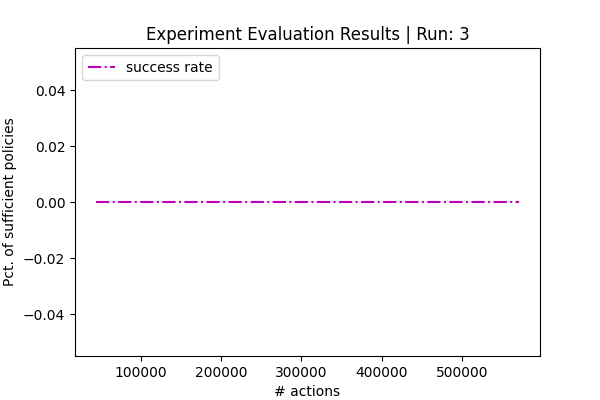 Experiment Evaluation Results | Run: 3
success rate
Pct. of sufficient policies
0.04
0.02
0.00
−0.02
−0.04
100000 200000 300000 400000 500000
# actions